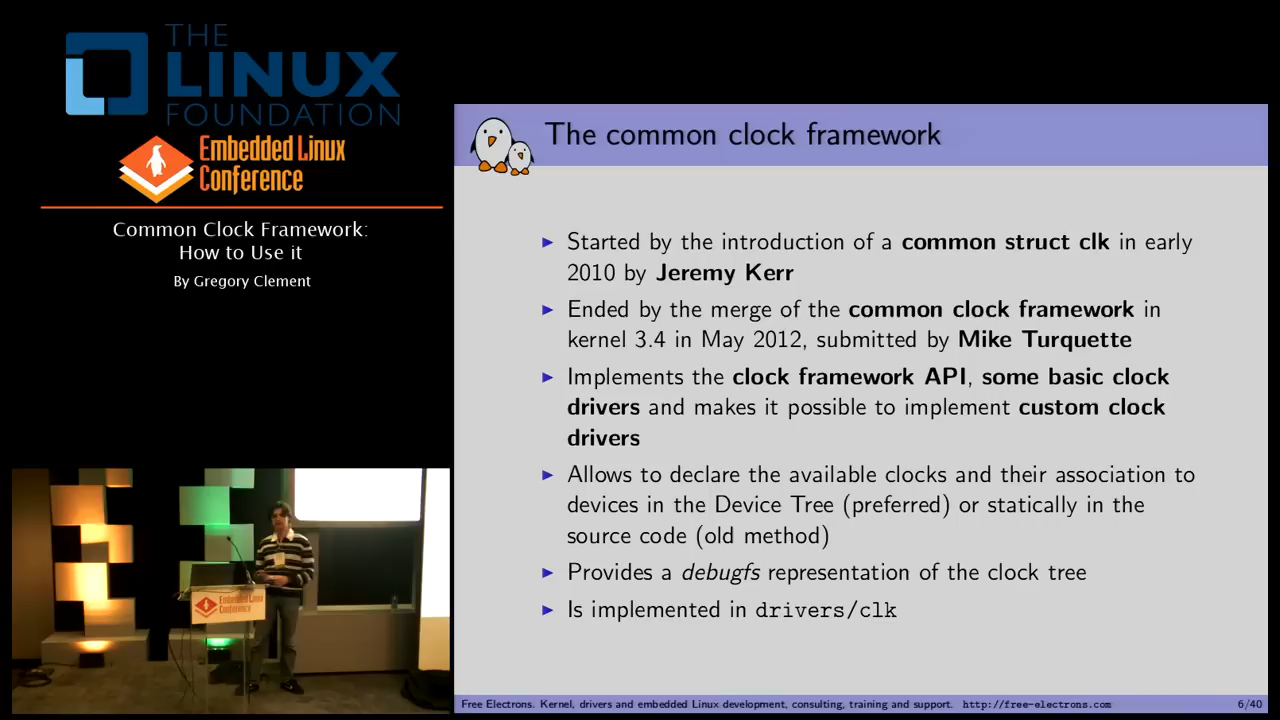 THE
LINUX
FOUNDATION
Embedded Linux
Conference
Common Clock Framework:
How to Use it
By Gregory Clement
The common clock framework
► Started by the introduction of a common struct clk in early
2010 by Jeremy Kerr
► Ended by the merge of the common clock framework in
kernel 3.4 in May 2012, submitted by Mike Turquette
► Implements the clock framework API, some basic clock
drivers and makes it possible to implement custom clock
drivers
► Allows to declare the available clocks and their association to
devices in the Device Tree (preferred) or statically in the
source code (old method)
► Provides a debugfs representation of the clock tree
► Is implemented in drivers/clk
Embedded Linux
Conference
Free Electrons. Kernel, drivers and embedded Linux development, consulting, training and support. http://free-electrons.com 6/40